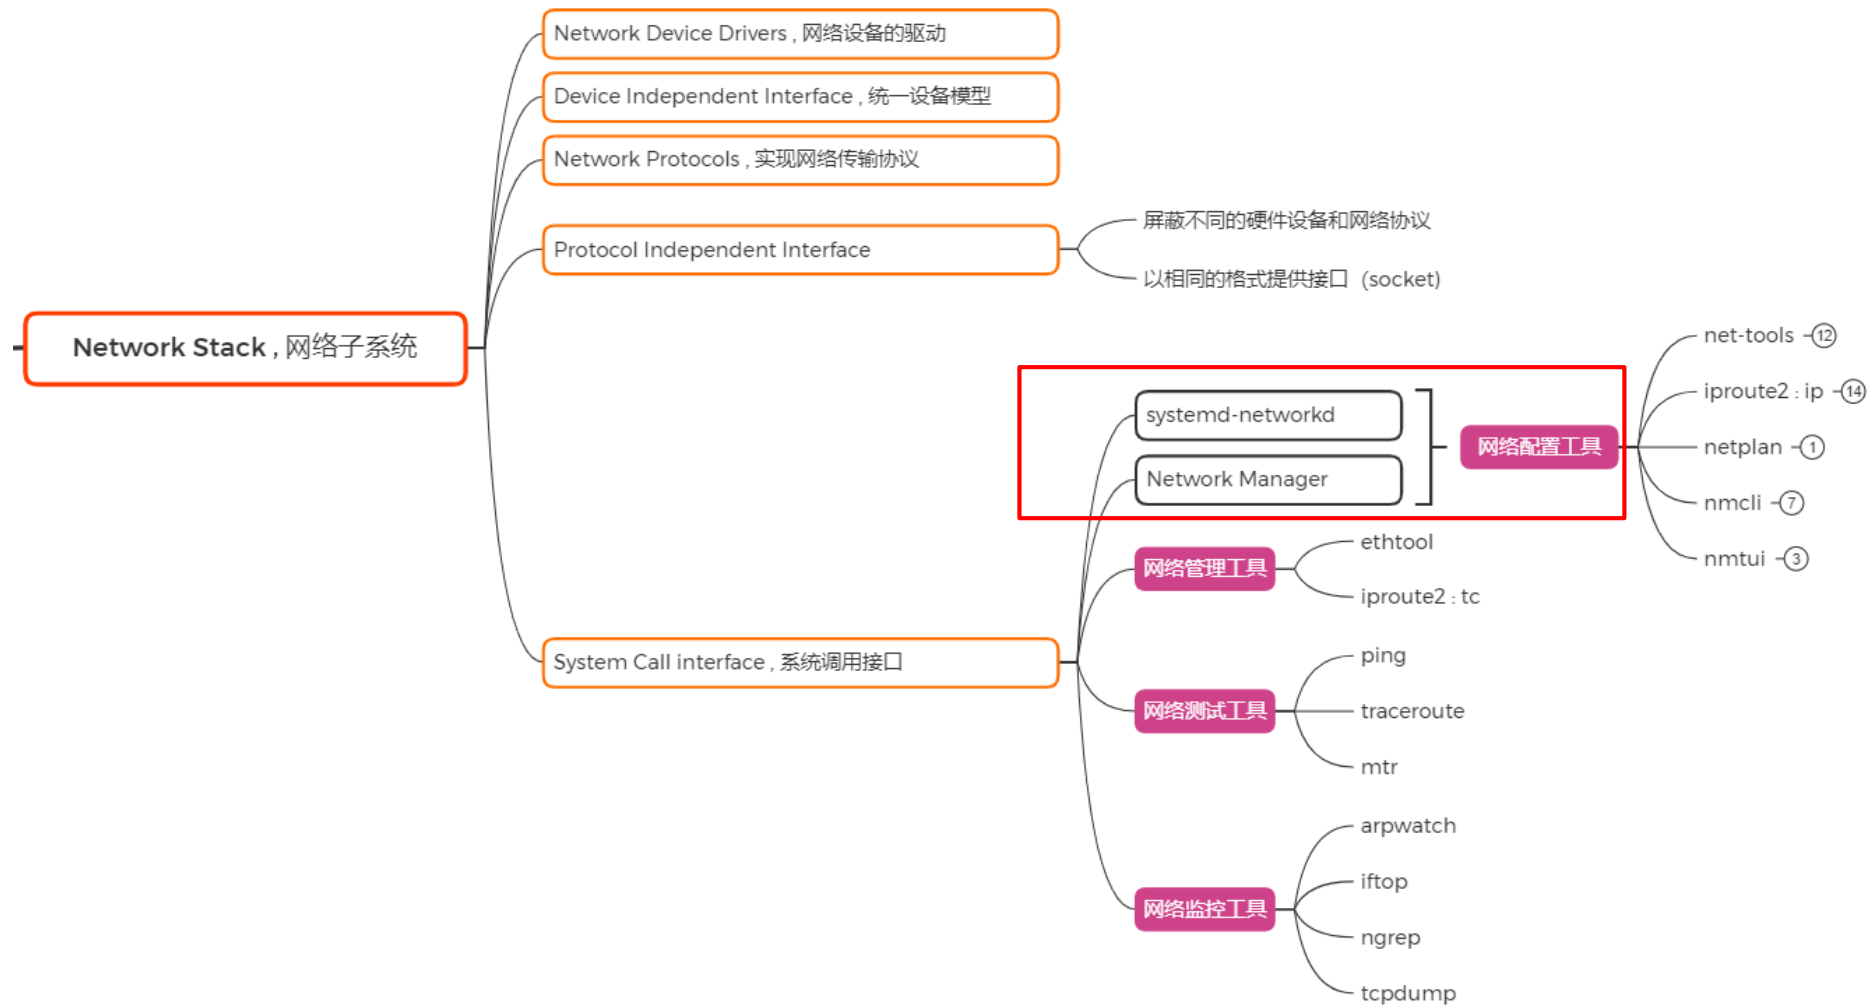 Network Stack , 网络子系统
Network Device Drivers , 网络设备的驱动
Device Independent Interface , 统一设备模型
Network Protocols , 实现网络传输协议
Protocol Independent Interface
屏蔽不同的硬件设备和网络协议
以相同的格式提供接口 (socket)
System Call interface , 系统调用接口
systemd-networkd
Network Manager
网络配置工具
net-tools 12
iproute2 : ip 14
netplan 1
nmcli 7
nmtui 3
网络管理工具
ethtool
iproute2 : tc
网络测试工具
ping
traceroute
mtr
网络监控工具
arpwatch
iftop
ngrep
tcpdump